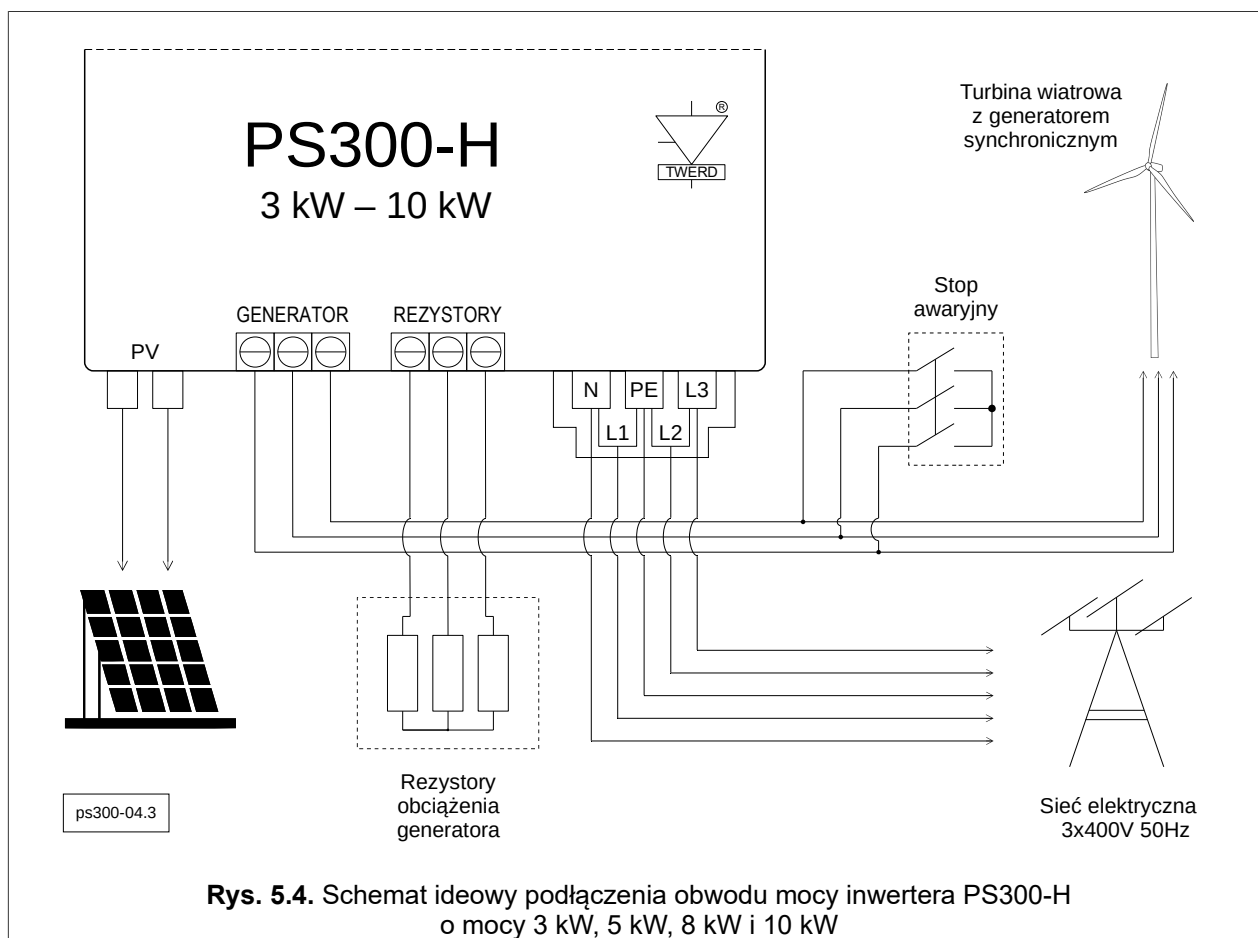 PS300-H
3 kW – 10 kW
®
TWERD
Turbina wiatrowa
z generatorem
synchronicznym
GENERATOR
REZYSTORY
Stop
awaryjny
PV
N
PE
L3
L1
L2
Rezystory
obciążenia
generatora
ps300-04.3
Sieć elektryczna
3x400V 50Hz
Rys. 5.4. Schemat ideowy podłączenia obwodu mocy inwertera PS300-H
o mocy 3 kW, 5 kW, 8 kW i 10 kW